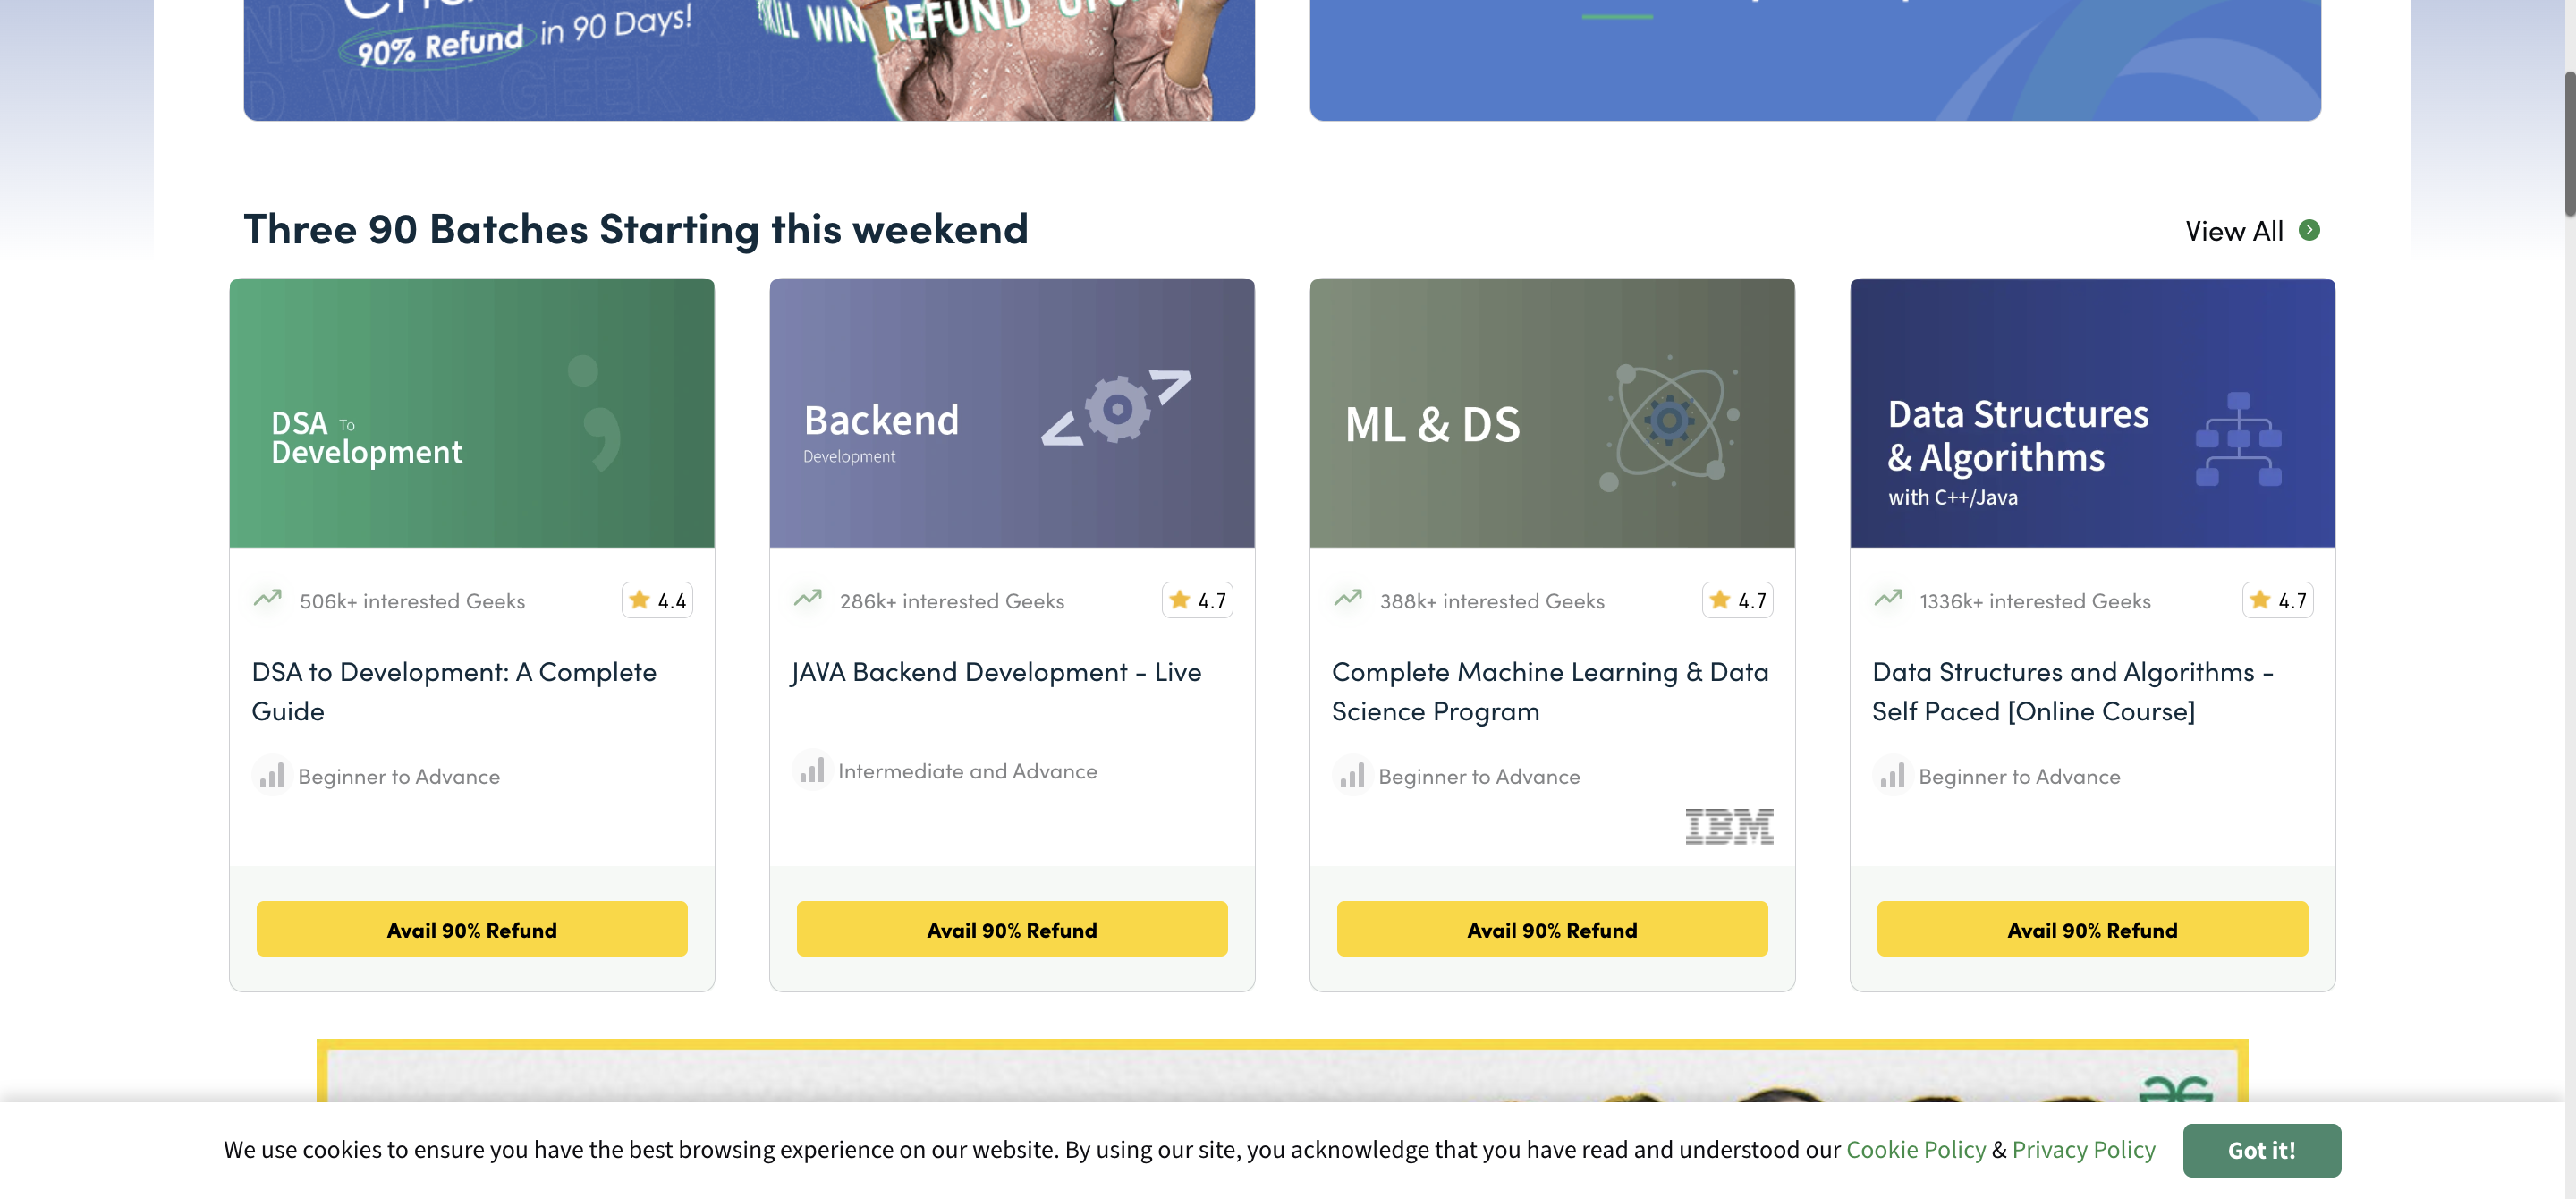 90% Refund in 90 Days!
SKILL WIN REFUND
ND
D WIN GEEK UP
Three 90 Batches Starting this weekend
View All
DSA To
Development
506k+ interested Geeks
4.4
DSA to Development: A Complete
Guide
Beginner to Advance
Avail 90% Refund
Backend
Development
286k+ interested Geeks
4.7
JAVA Backend Development - Live
Intermediate and Advance
Avail 90% Refund
ML & DS
388k+ interested Geeks
4.7
Complete Machine Learning & Data
Science Program
Beginner to Advance
IBM
Avail 90% Refund
Data Structures
& Algorithms
with C++/Java
1336k+ interested Geeks
4.7
Data Structures and Algorithms -
Self Paced [Online Course]
Beginner to Advance
Avail 90% Refund
We use cookies to ensure you have the best browsing experience on our website. By using our site, you acknowledge that you have read and understood our Cookie Policy & Privacy Policy
Got it!